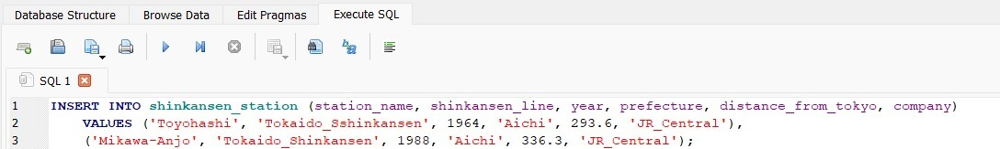 Database Structure Browse Data Edit Pragmas Execute SQL
SQL 1
1 INSERT INTO shinkansen_station (station_name, shinkansen_line, year, prefecture, distance_from_tokyo, company)
2 VALUES ('Toyohashi', 'Tokaido_Sshinkansen', 1964, 'Aichi', 293.6, 'JR_Central'),
3 ('Mikawa-Anjo', 'Tokaido_Shinkansen', 1988, 'Aichi', 336.3, 'JR_Central');